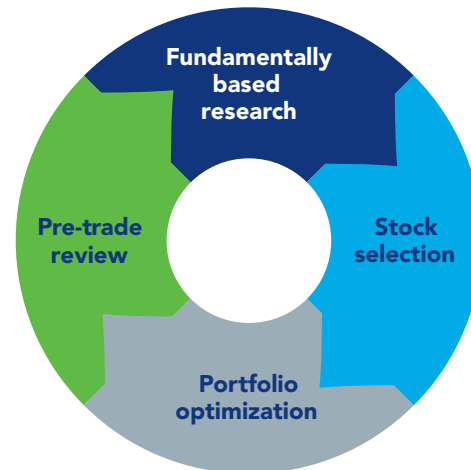 Fundamentally
based
research
Stock
selection
Portfolio
optimization
Pre-trade
review